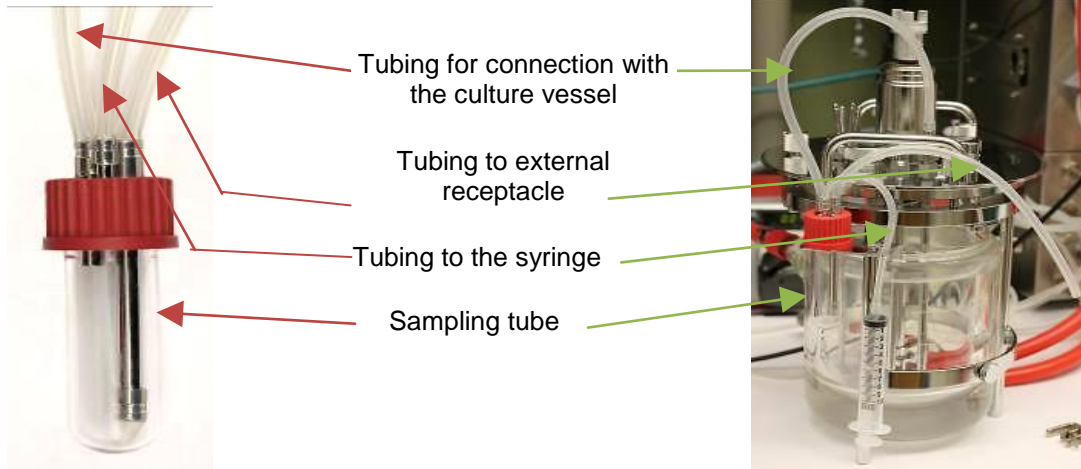 Tubing for connection with
the culture vessel
Tubing to external
receptacle
Tubing to the syringe
Sampling tube